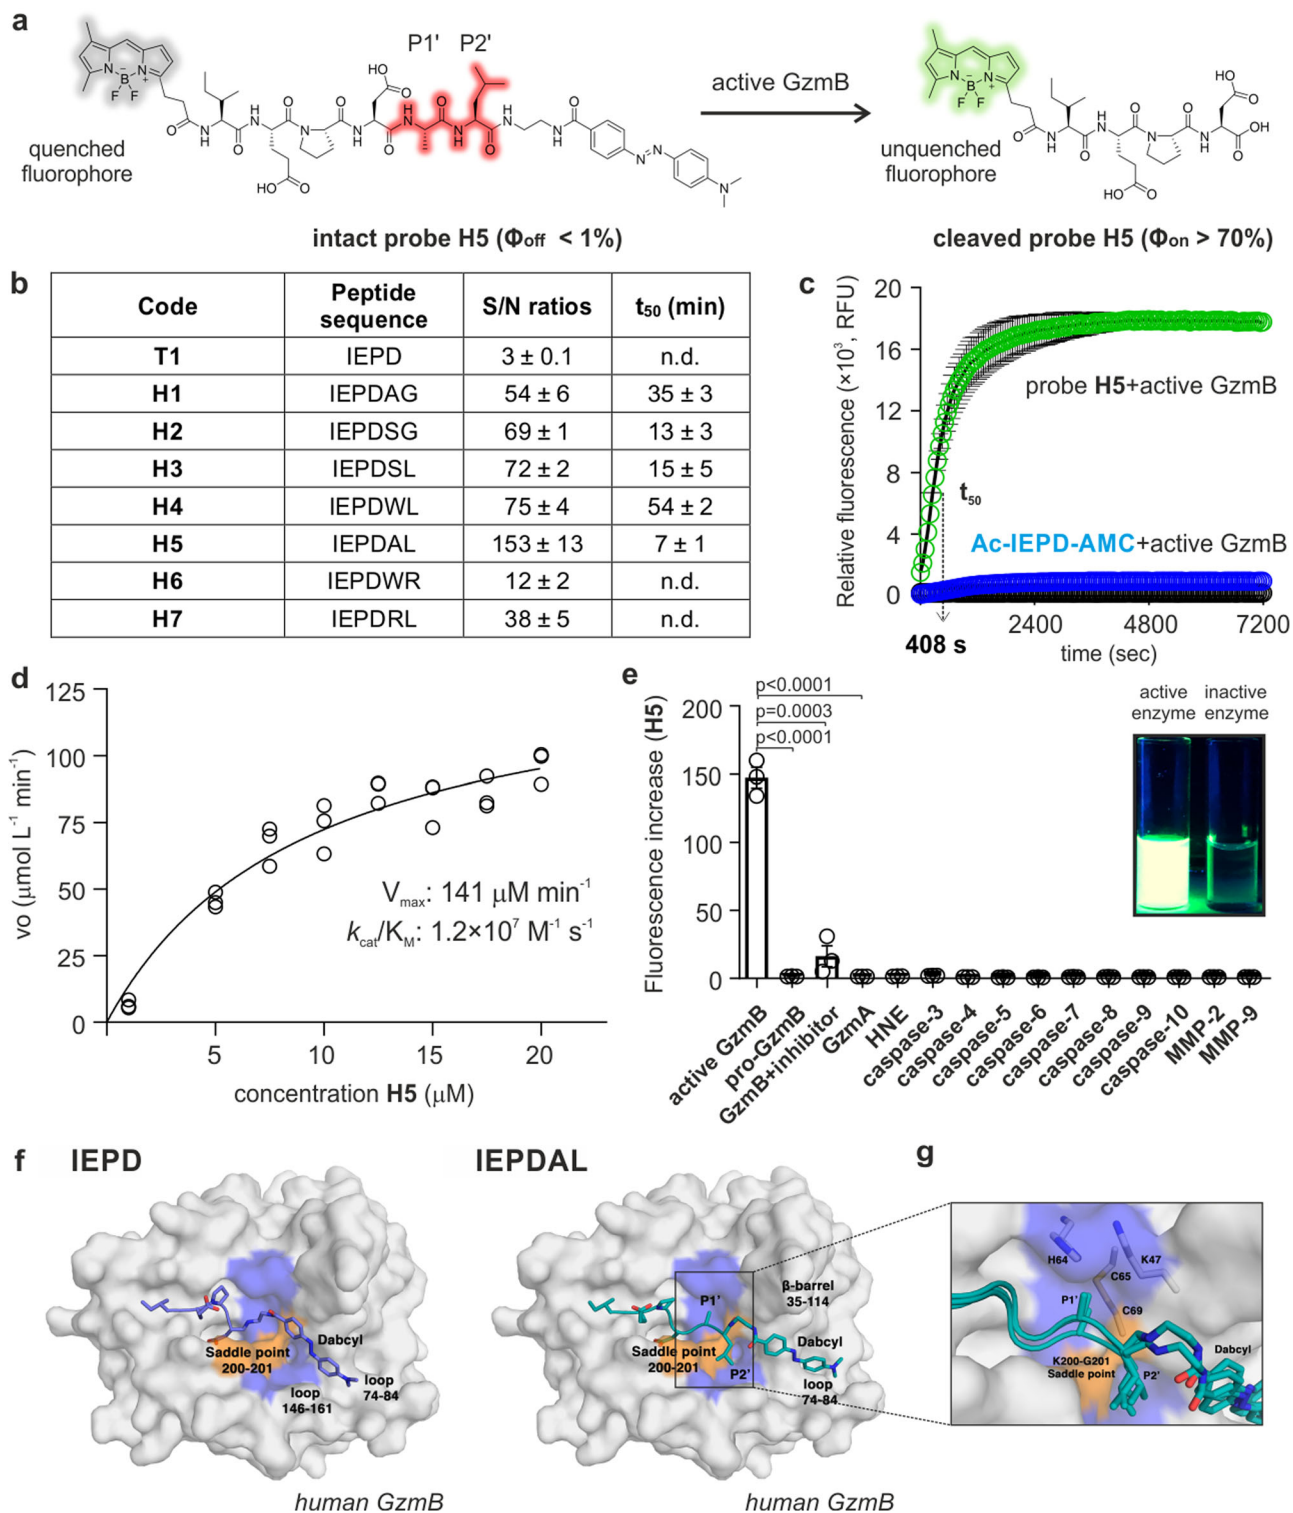 a
P1' P2'
active GzmB
N B N
F F
O N H
HO O
quenched
fluorophore
unquenched
fluorophore
intact probe H5 (Φoff < 1%)
cleaved probe H5 (Φon > 70%)
b
Code Peptide sequence S/N ratios t50 (min)
T1 IEPD 3 ± 0.1 n.d.
H1 IEPDAG 54 ± 6 35 ± 3
H2 IEPDSG 69 ± 1 13 ± 3
H3 IEPDSL 72 ± 2 15 ± 5
H4 IEPDWL 75 ± 4 54 ± 2
H5 IEPDAL 153 ± 13 7 ± 1
H6 IEPDWR 12 ± 2 n.d.
H7 IEPDRL 38 ± 5 n.d.
c
Relative fluorescence (×10³, RFU)
20
16
12
8
4
0
probe H5+active GzmB
t50
Ac-IEPD-AMC+active GzmB
408 s
2400 4800 7200
time (sec)
d
vo (μmol L⁻¹ min⁻¹)
125
100
75
50
25
0
Vmax: 141 μM min⁻¹
kcat/KM: 1.2×10⁷ M⁻¹ s⁻¹
5 10 15 20
concentration H5 (μM)
e
Fluorescence increase (H5)
200
150
100
50
0
p<0.0001
p=0.0003
p<0.0001
active enzyme
inactive enzyme
active GzmB
pro-GzmB
GzmB+inhibitor
GzmA
HNE
caspase-3
caspase-4
caspase-5
caspase-6
caspase-7
caspase-8
caspase-9
caspase-10
MMP-2
MMP-9
f
IEPD
Saddle point
200-201
Dabcyl
loop
146-161
loop
74-84
human GzmB
IEPDAL
P1'
β-barrel
35-114
Saddle point
200-201
P2'
Dabcyl
loop
74-84
human GzmB
g
H64
K47
C65
P1'
C69
K200-G201
Saddle point
P2'
Dabcyl